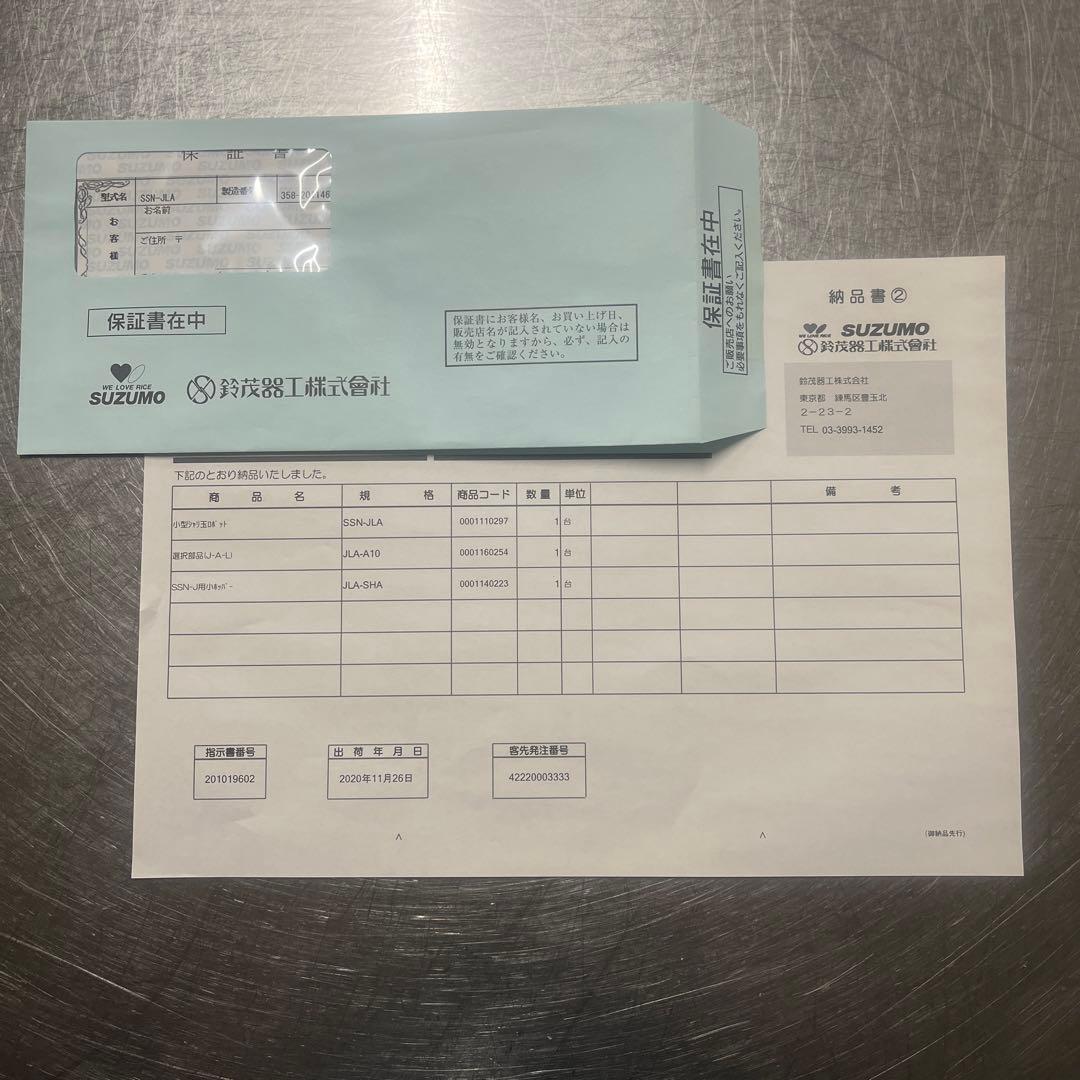 保証書
型式名 SSN-JLA 製造番号
お客様 お名前
ご住所 〒
保証書在中
WE LOVE RICE
SUZUMO
鈴茂器工株式會社
保証書にお客様名、お買い上げ日、
販売店名が記入されていない場合は
無効となりますから、必ず、記入の
有無をご確認ください。
保証書在中
ご販売店へのお願い
必要事項をもれなくご記入ください。
納品書②
WE LOVE RICE SUZUMO
鈴茂器工株式會社
鈴茂器工株式会社
東京都 練馬区豊玉北
2-23-2
TEL 03-3993-1452
下記のとおり納品いたしました。
商品名 規格 商品コード 数量 単位 備考
小型ｼｬﾘ玉ﾛﾎﾞｯﾄ SSN-JLA 0001110297 1 台
選択部品(J-A-L) JLA-A10 0001160254 1 台
SSN-J用小ﾎｯﾊﾟｰ JLA-SHA 0001140223 1 台
指示書番号 出荷年月日 客先発注番号
201019602 2020年11月26日 42220003333
(御納品先行)